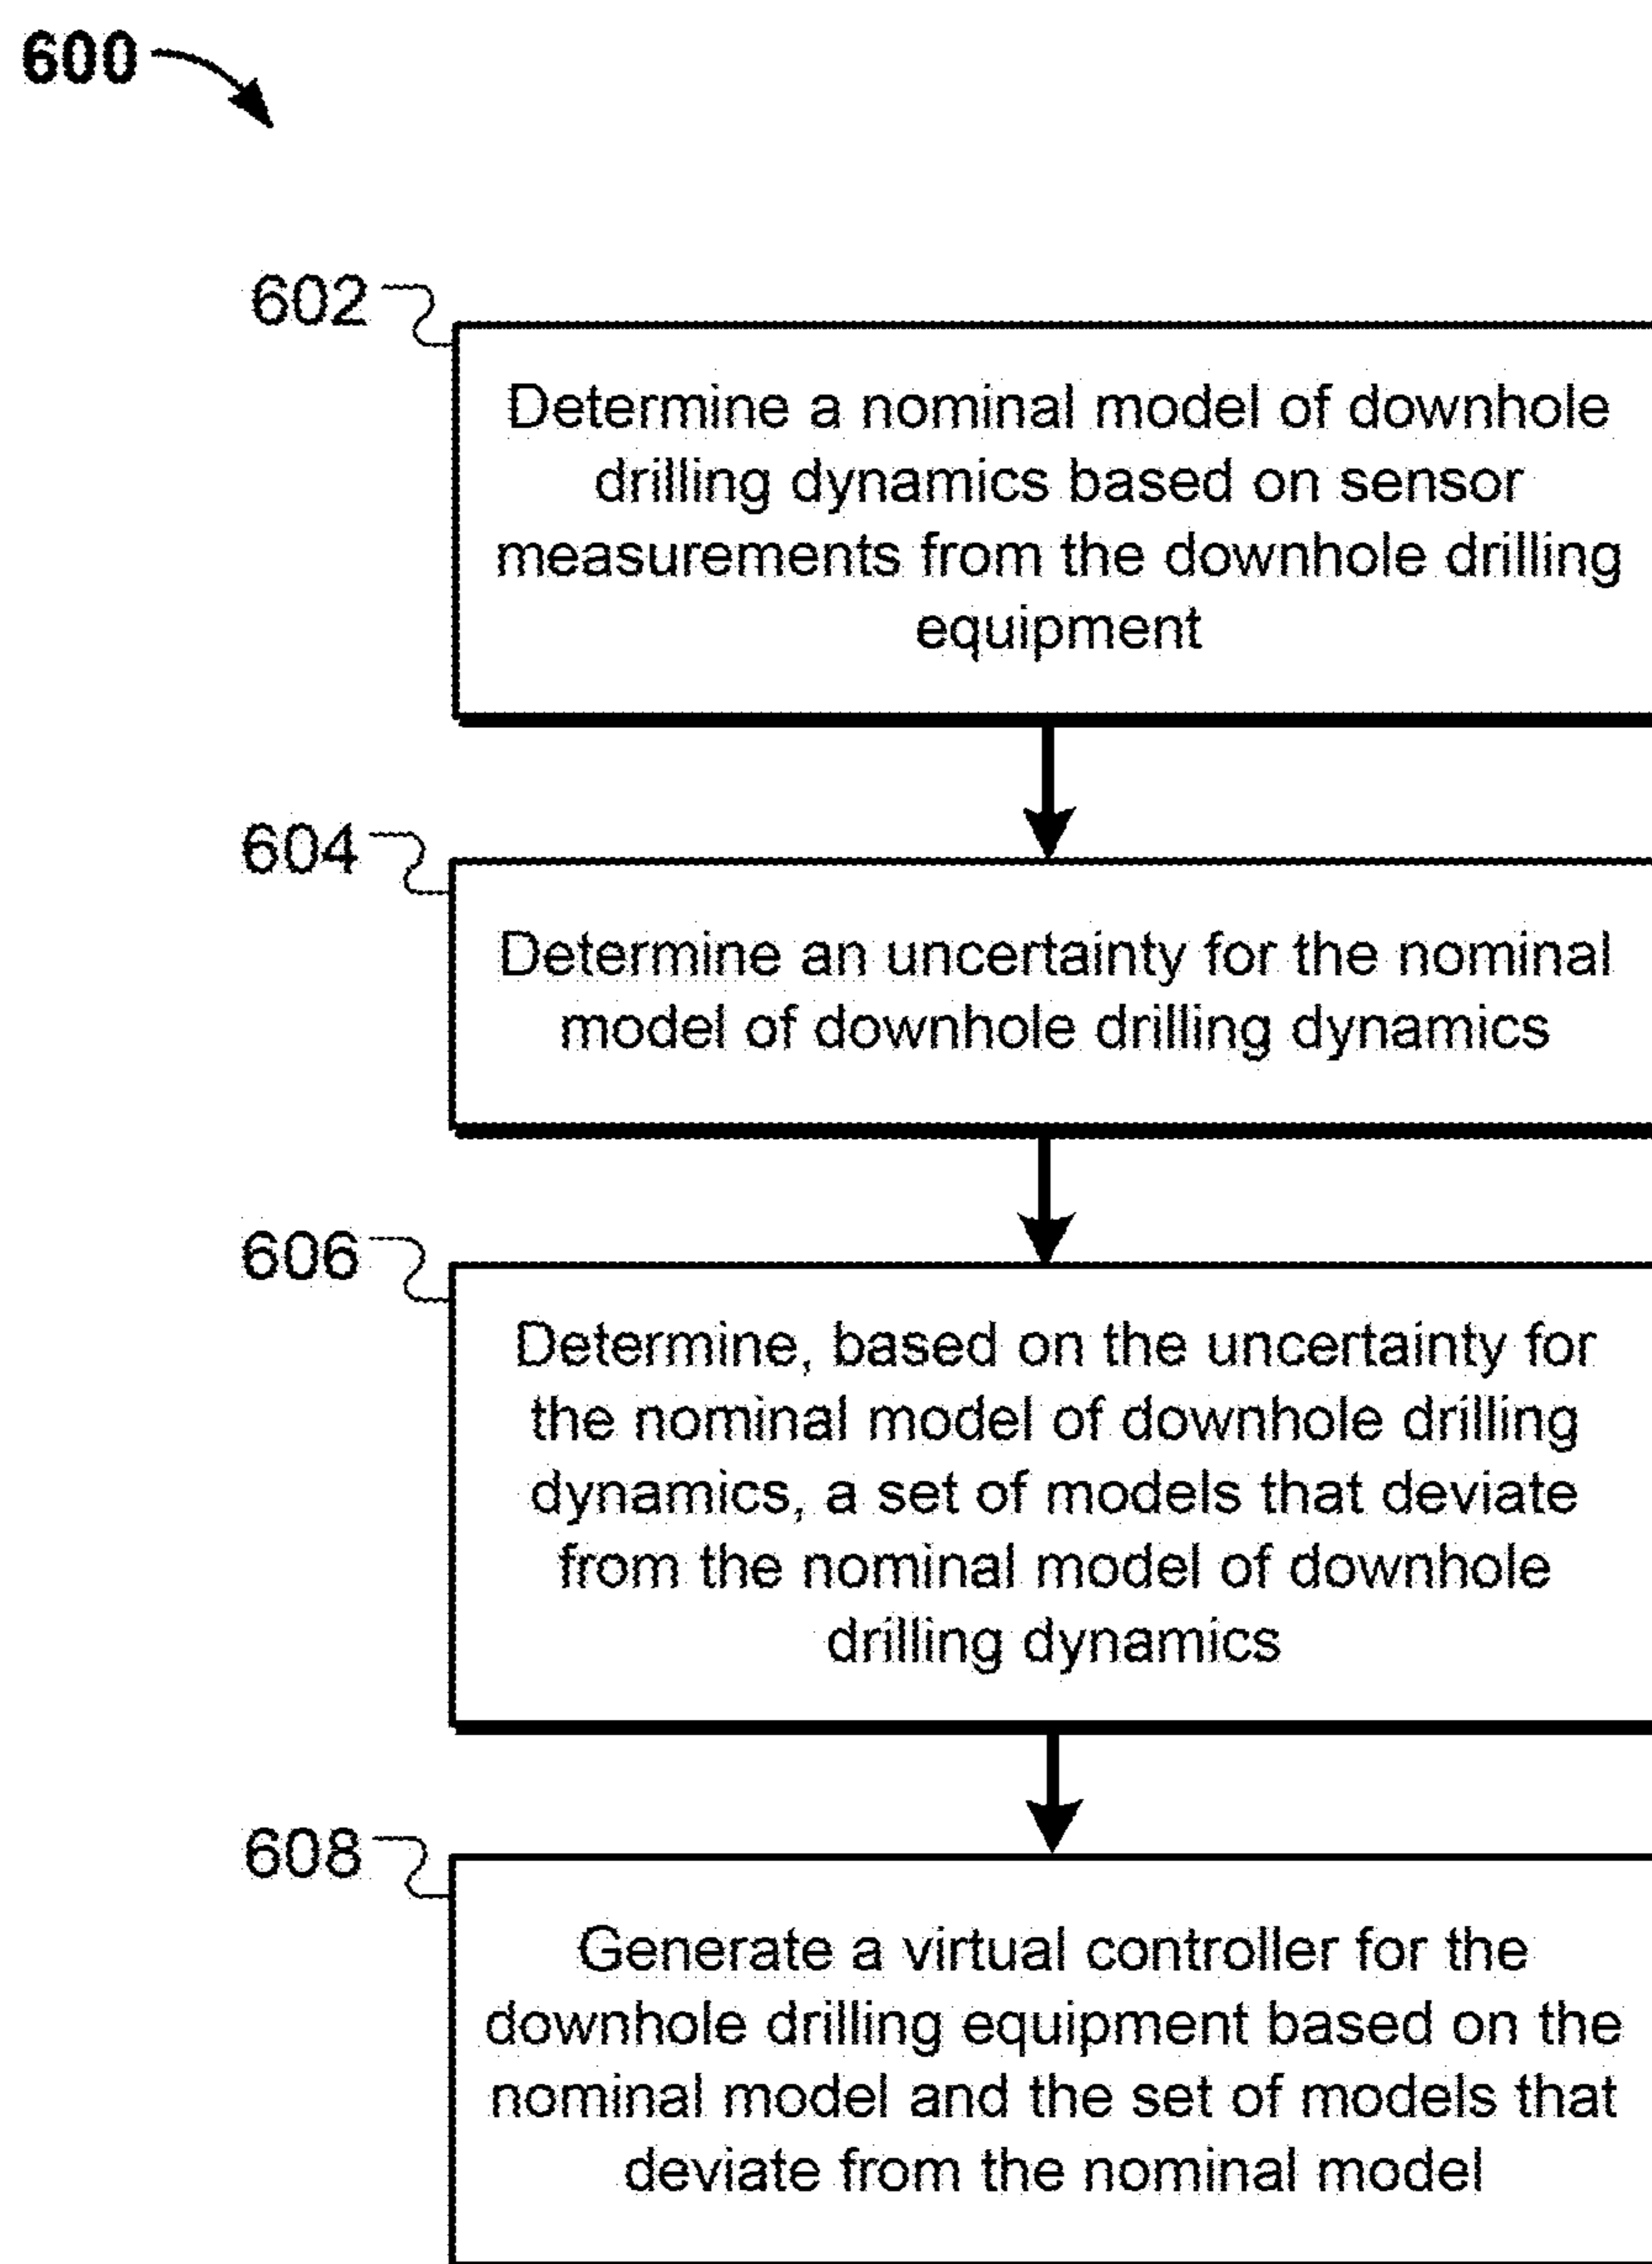 600
602
Determine a nominal model of downhole
drilling dynamics based on sensor
measurements from the downhole drilling
equipment
604
Determine an uncertainty for the nominal
model of downhole drilling dynamics
606
Determine, based on the uncertainty for
the nominal model of downhole drilling
dynamics, a set of models that deviate
from the nominal model of downhole
drilling dynamics
608
Generate a virtual controller for the
downhole drilling equipment based on the
nominal model and the set of models that
deviate from the nominal model